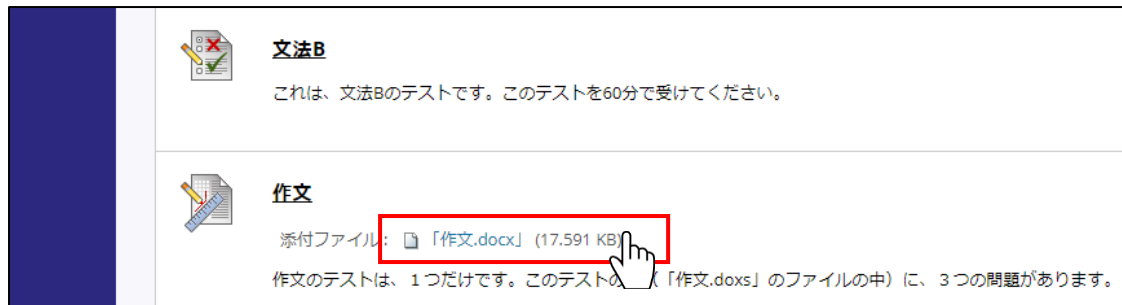 文法B
これは、文法Bのテストです。このテストを60分で受けてください。
作文
添付ファイル: 「作文.docx」 (17.591 KB)
作文のテストは、１つだけです。このテストの (「作文.doxs」のファイルの中）に、３つの問題があります。